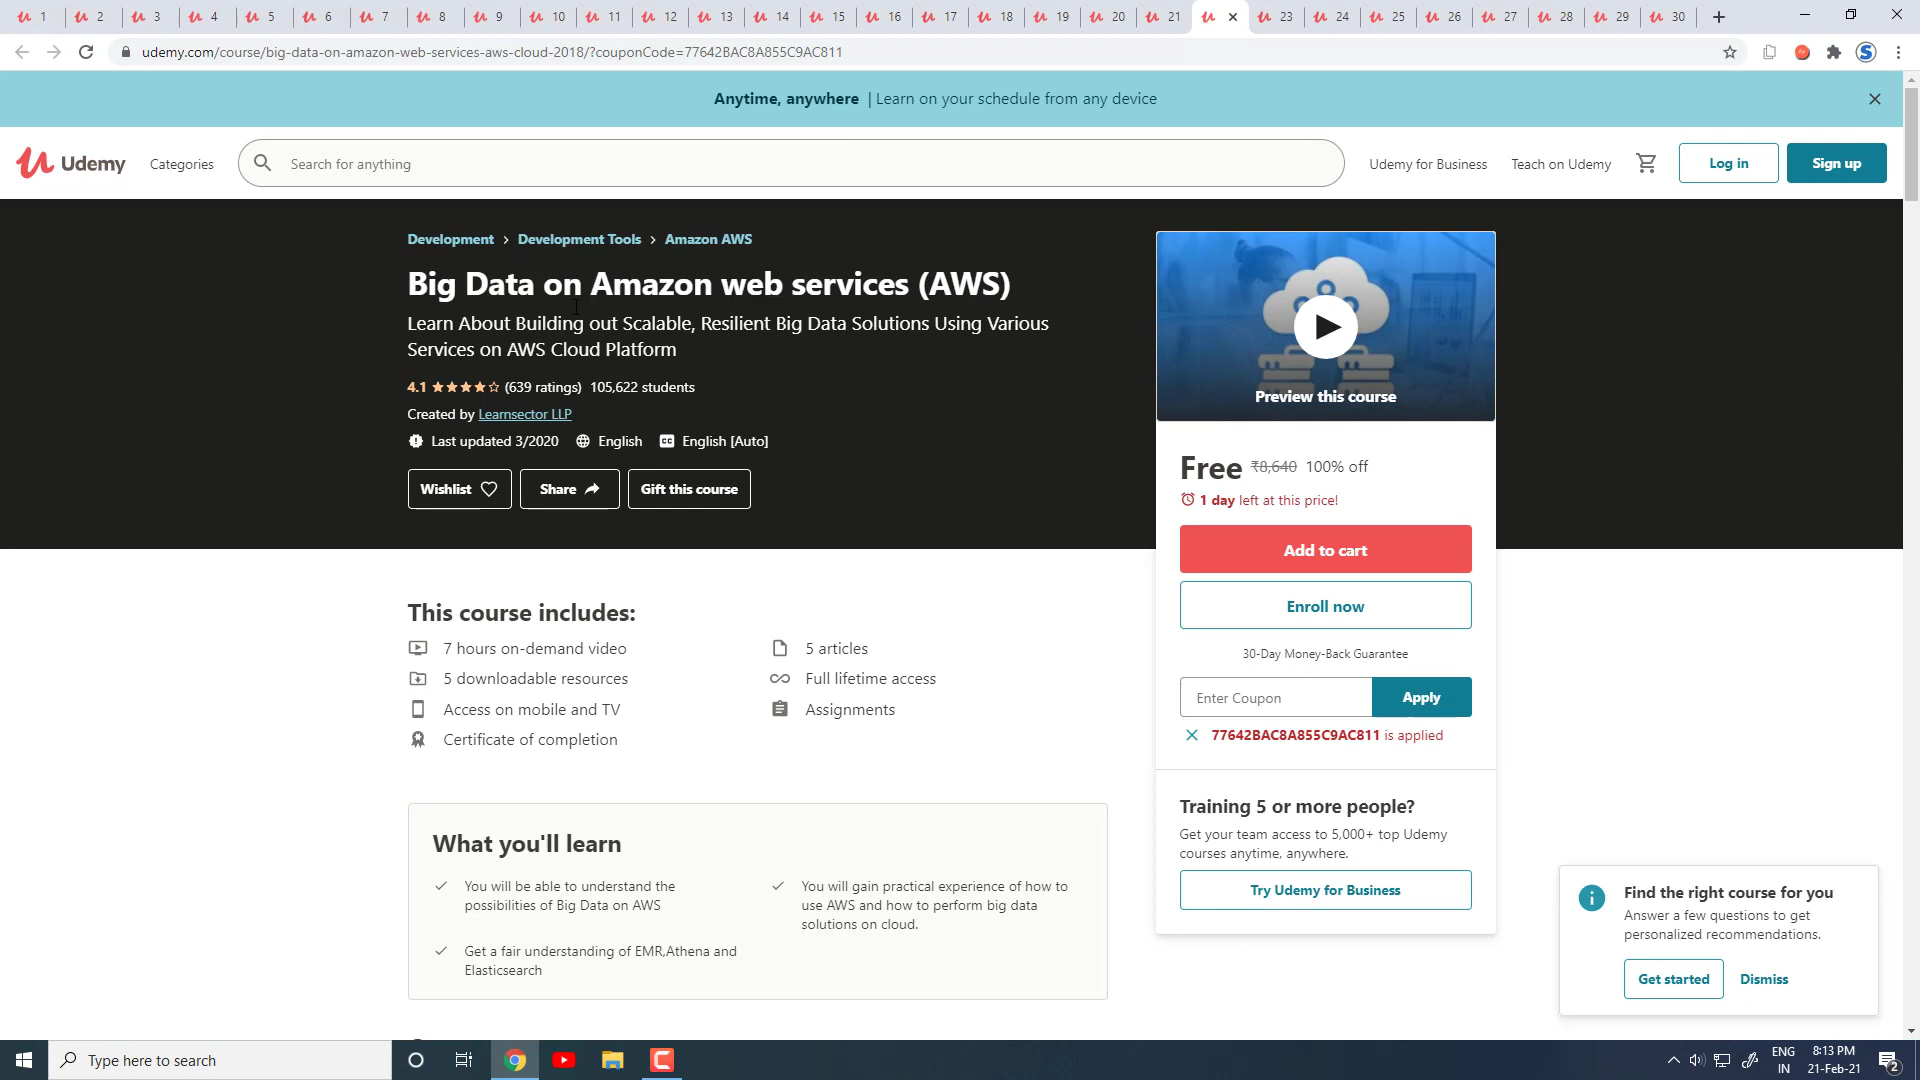 1 2 3 4 5 6 7 8 9 10 11 12 13 14 15 16 17 18 19 20 21 23 24 25 26 27 28 29 30
udemy.com/course/big-data-on-amazon-web-services-aws-cloud-2018/?couponCode=77642BAC8A855C9AC811
Anytime, anywhere | Learn on your schedule from any device
Udemy Categories Search for anything Udemy for Business Teach on Udemy Log in Sign up
Development > Development Tools > Amazon AWS
Big Data on Amazon web services (AWS)
Learn About Building out Scalable, Resilient Big Data Solutions Using Various
Services on AWS Cloud Platform
4.1 (639 ratings) 105,622 students
Created by Learnsector LLP
Last updated 3/2020 English English [Auto]
Wishlist Share Gift this course
Preview this course
Free ₹8,640 100% off
1 day left at this price!
Add to cart
Enroll now
30-Day Money-Back Guarantee
Enter Coupon Apply
77642BAC8A855C9AC811 is applied
Training 5 or more people?
Get your team access to 5,000+ top Udemy
courses anytime, anywhere.
Try Udemy for Business
This course includes:
7 hours on-demand video
5 downloadable resources
Access on mobile and TV
Certificate of completion
5 articles
Full lifetime access
Assignments
What you'll learn
You will be able to understand the
possibilities of Big Data on AWS
Get a fair understanding of EMR,Athena and
Elasticsearch
You will gain practical experience of how to
use AWS and how to perform big data
solutions on cloud.
Find the right course for you
Answer a few questions to get
personalized recommendations.
Get started Dismiss
Type here to search
ENG
IN
8:13 PM
21-Feb-21
2